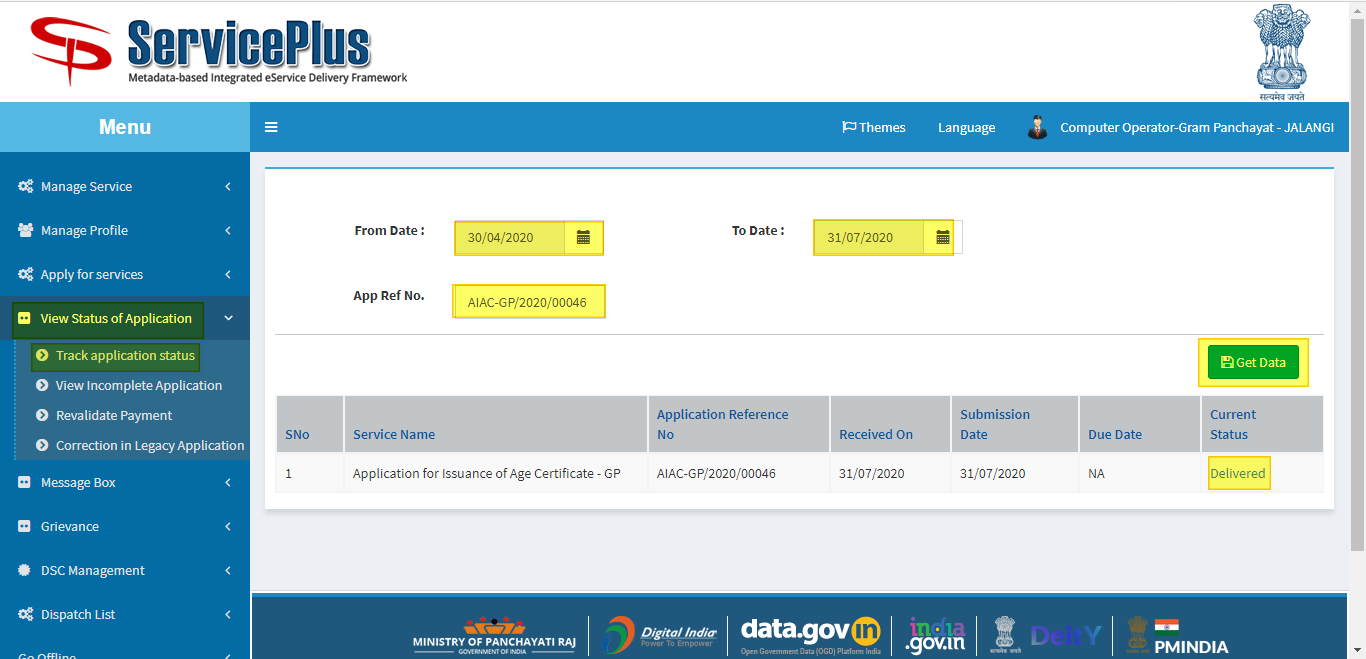 ServicePlus
Metadata-based Integrated eService Delivery Framework
सत्यमेव जयते
Menu
Themes
Language
Computer Operator-Gram Panchayat - JALANGI
Manage Service
Manage Profile
Apply for services
View Status of Application
Track application status
View Incomplete Application
Revalidate Payment
Correction in Legacy Application
Message Box
Grievance
DSC Management
Dispatch List
Go Offline
From Date :
30/04/2020
To Date :
31/07/2020
App Ref No.
AIAC-GP/2020/00046
Get Data
SNo
Service Name
Application Reference
No
Received On
Submission
Date
Due Date
Current
Status
1
Application for Issuance of Age Certificate - GP
AIAC-GP/2020/00046
31/07/2020
31/07/2020
NA
Delivered
MINISTRY OF PANCHAYATI RAJ
GOVERNMENT OF INDIA
Digital India
Power To Empower
data.gov in
Open Government Data (OGD) Platform India
india
.gov.in
सत्यमेव जयते
DeitY
PMINDIA